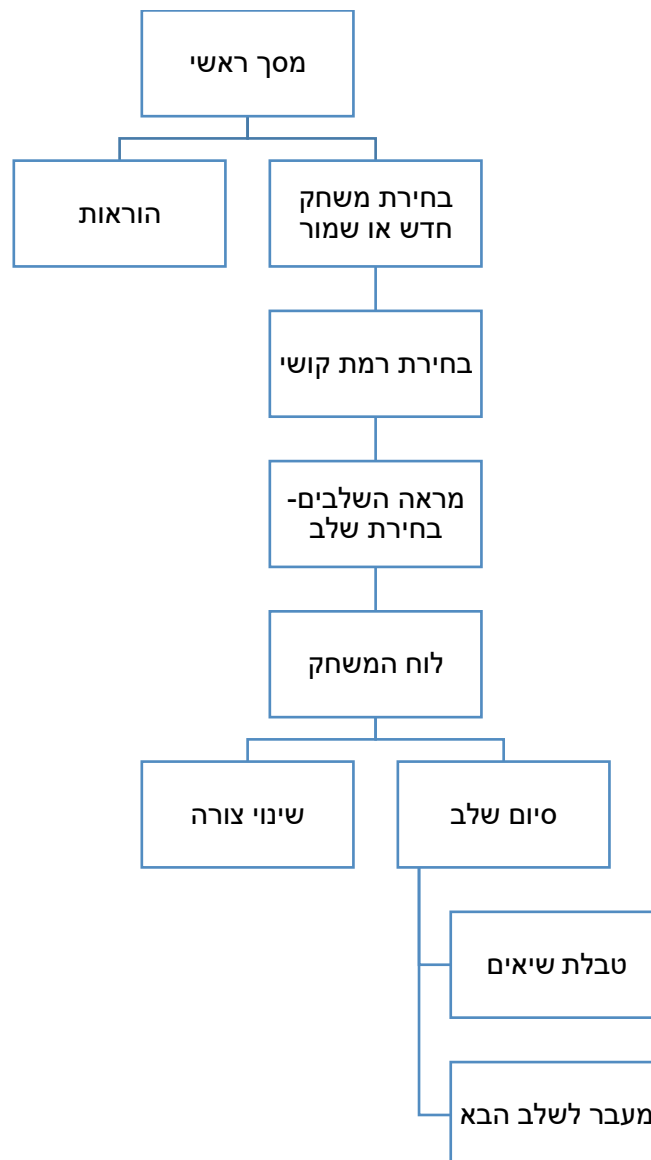 מסך ראשי
בחירת משחק
חדש או שמור
הוראות
בחירת רמת קושי
מראה השלבים-
בחירת שלב
לוח המשחק
סיום שלב
שינוי צורה
טבלת שיאים
מעבר לשלב הבא